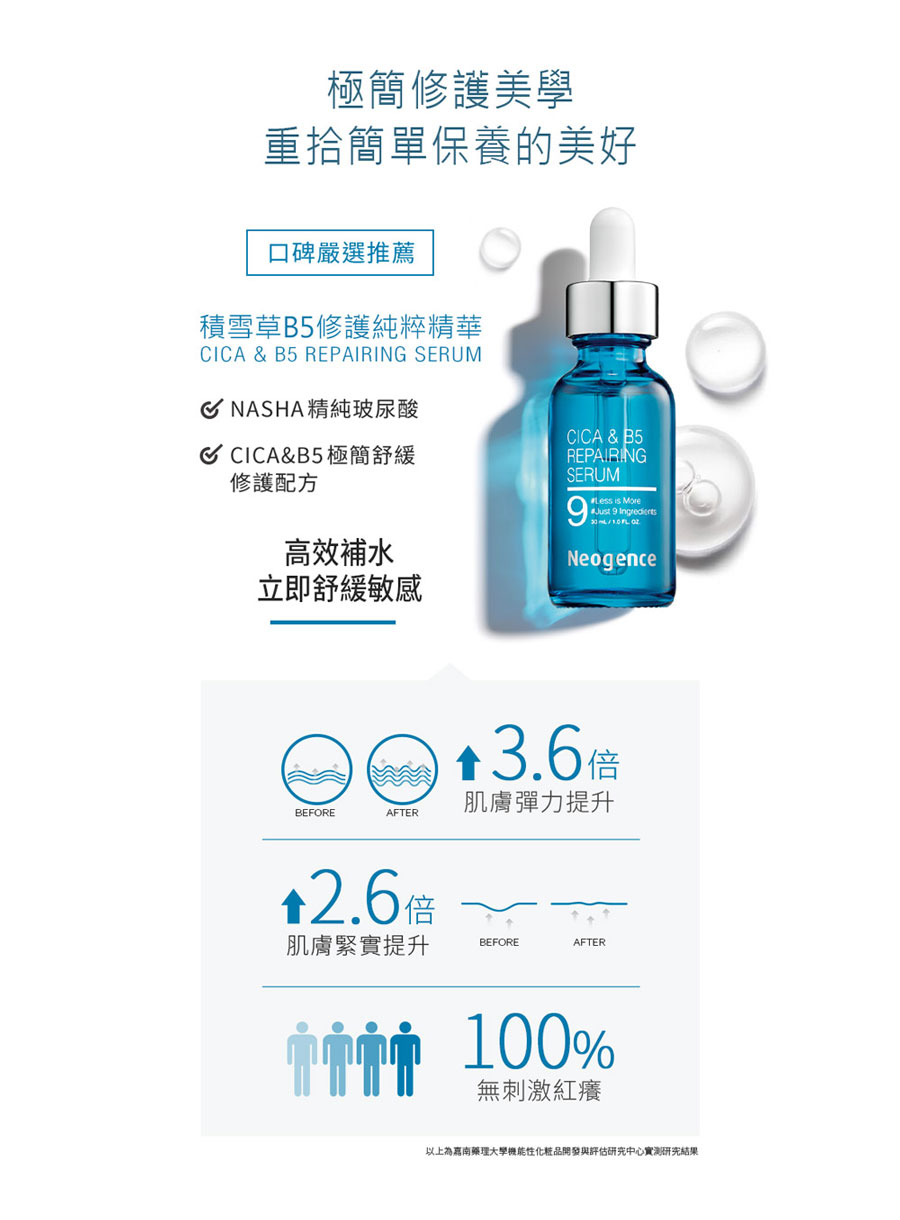 極簡修護美學
重拾簡單保養的美好
口碑嚴選推薦
積雪草B5修護純粹精華
CICA & B5 REPAIRING SERUM
NASHA精純玻尿酸
CICA&B5極簡舒緩
修護配方
高效補水
立即舒緩敏感
CICA & B5
REPAIRING
SERUM
9
#Less is More
#Just 9 Ingredients
30 mL / 1.0 FL. OZ.
Neogence
3.6倍
肌膚彈力提升
BEFORE
AFTER
2.6倍
肌膚緊實提升
BEFORE
AFTER
100%
無刺激紅癢
以上為嘉南藥理大學機能性化粧品開發與評估研究中心實測研究結果